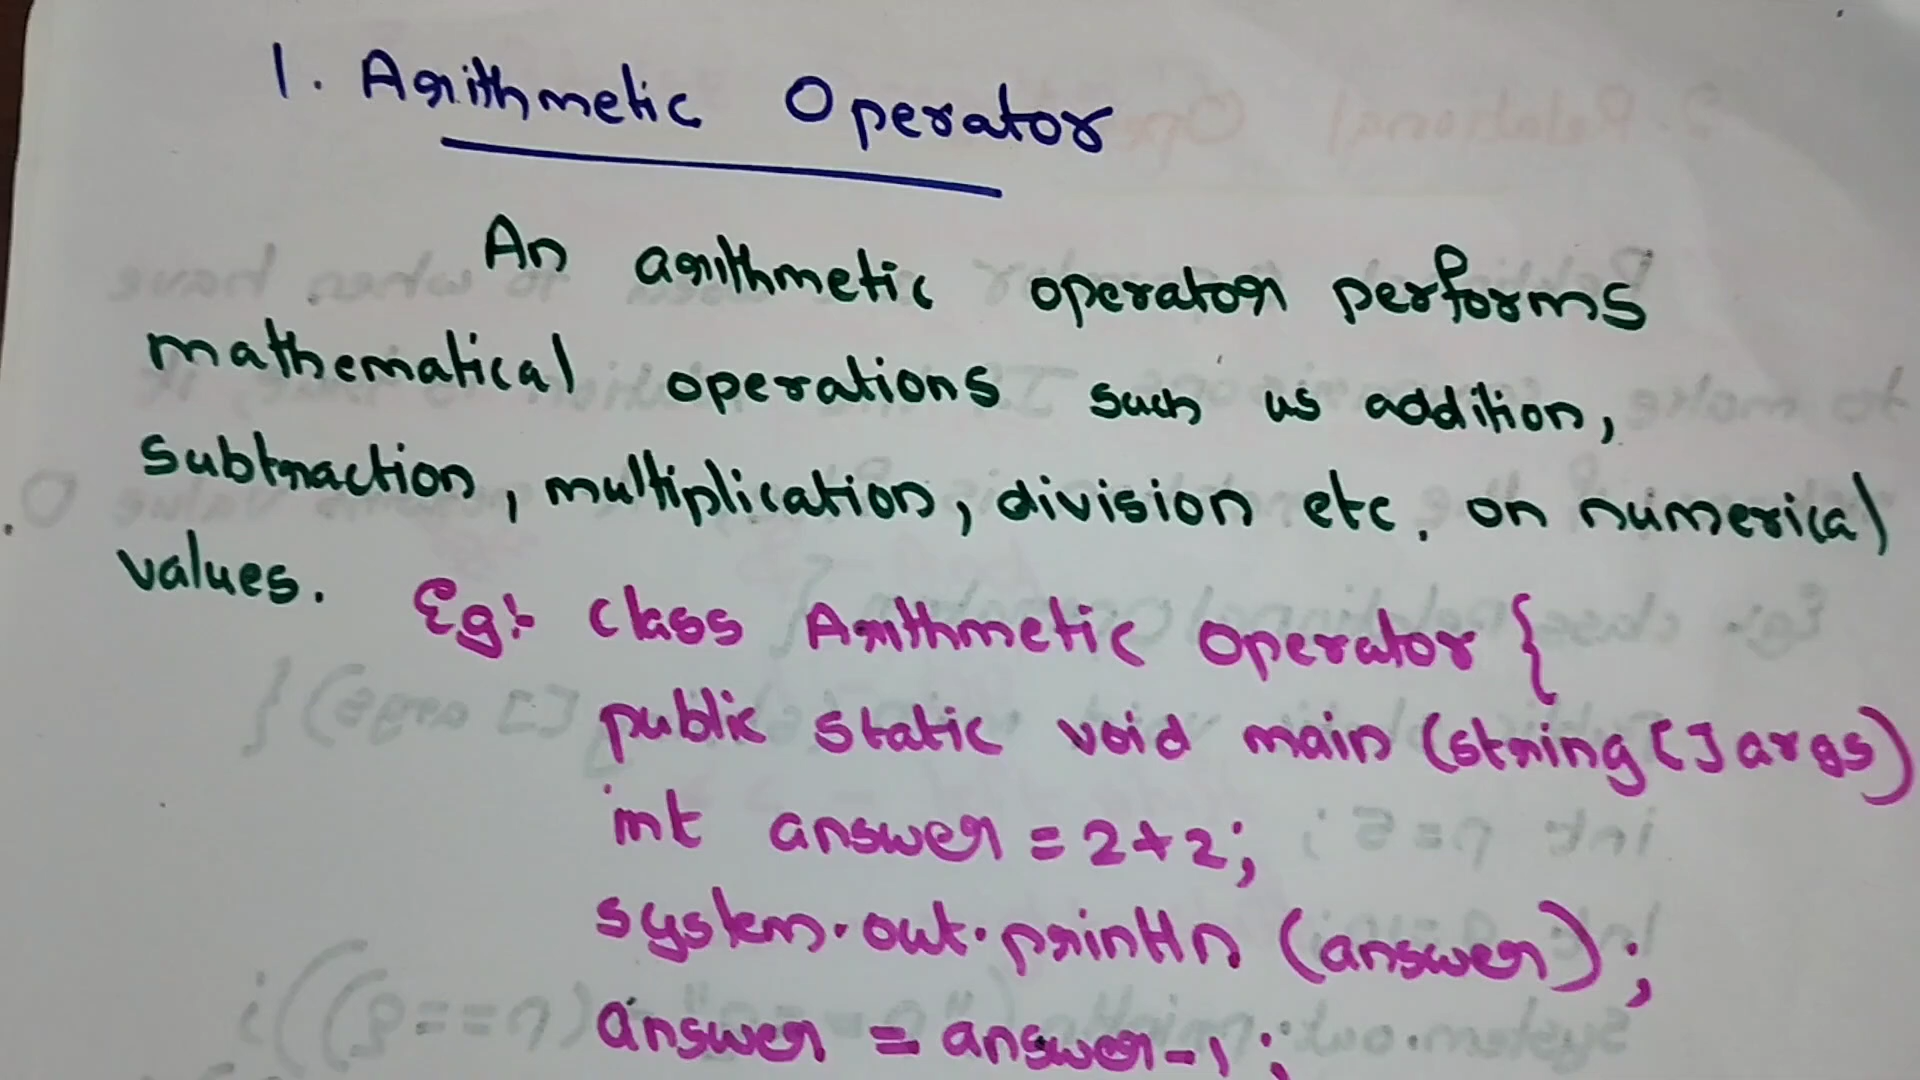 1. Arithmetic Operator
An arithmetic operator performs
mathematical operations such us addition,
subtraction, multiplication, division etc. on numerical
values. Eg:- class Arithmetic operator {
public static void main (string [] args)
int answer = 2+2;
system.out.println (answer);
answer = answer-1;